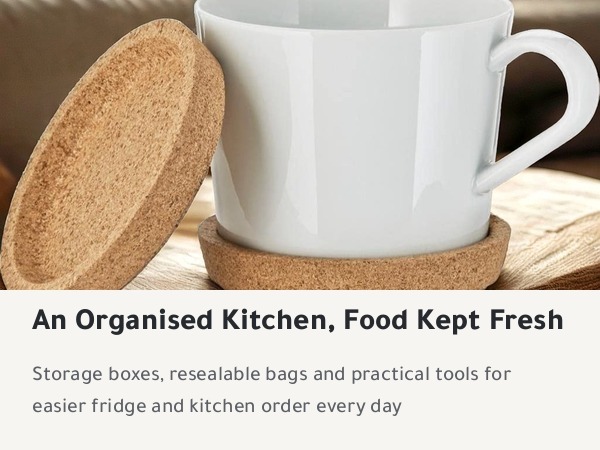 An Organised Kitchen, Food Kept Fresh
Storage boxes, resealable bags and practical tools for
easier fridge and kitchen order every day